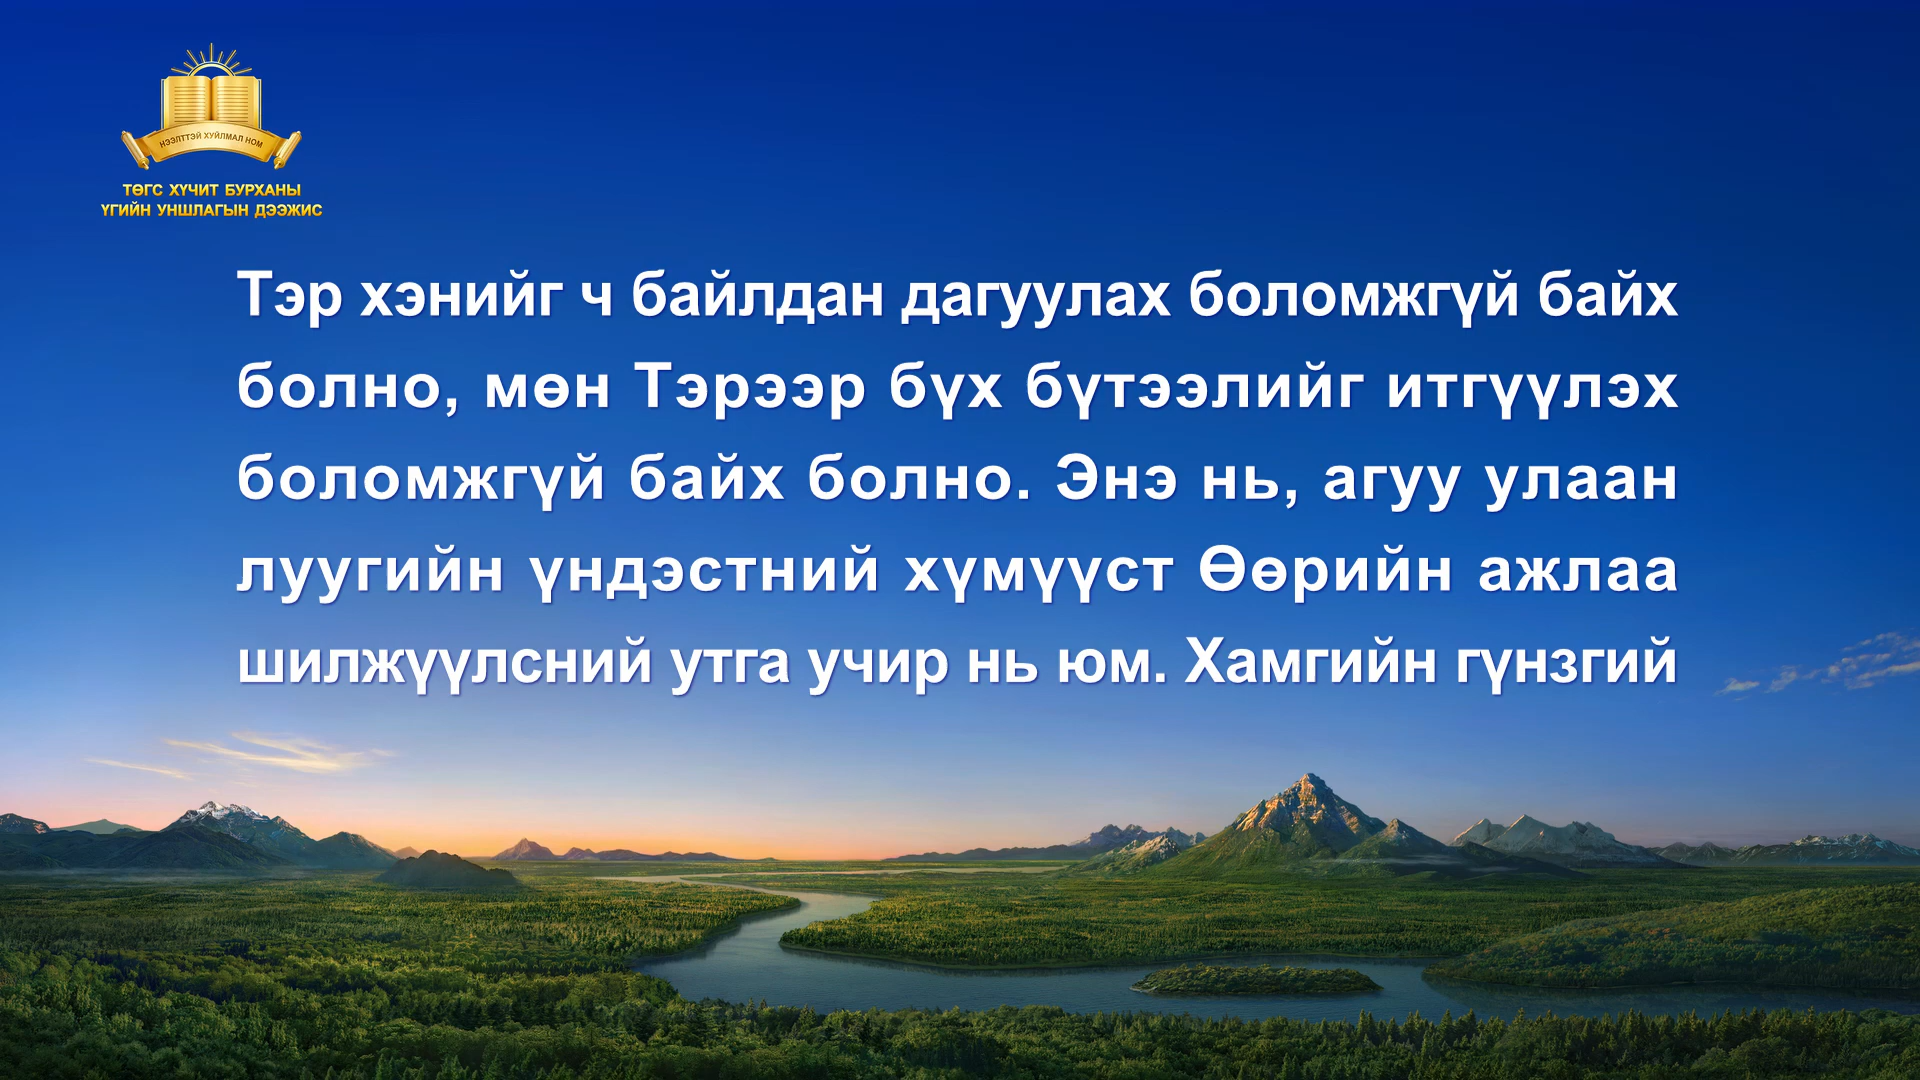 НЭЭЛТТЭЙ ХУЙЛМАЛ НОМ
ТӨГС ХҮЧИТ БУРХАНЫ
ҮГИЙН УНШЛАГЫН ДЭЭЖИС
Тэр хэнийг ч байлдан дагуулах боломжгүй байх
болно, мөн Тэрээр бүх бүтээлийг итгүүлэх
боломжгүй байх болно. Энэ нь, агуу улаан
луугийн үндэстний хүмүүст Өөрийн ажлаа
шилжүүлсний утга учир нь юм. Хамгийн гүнзгий